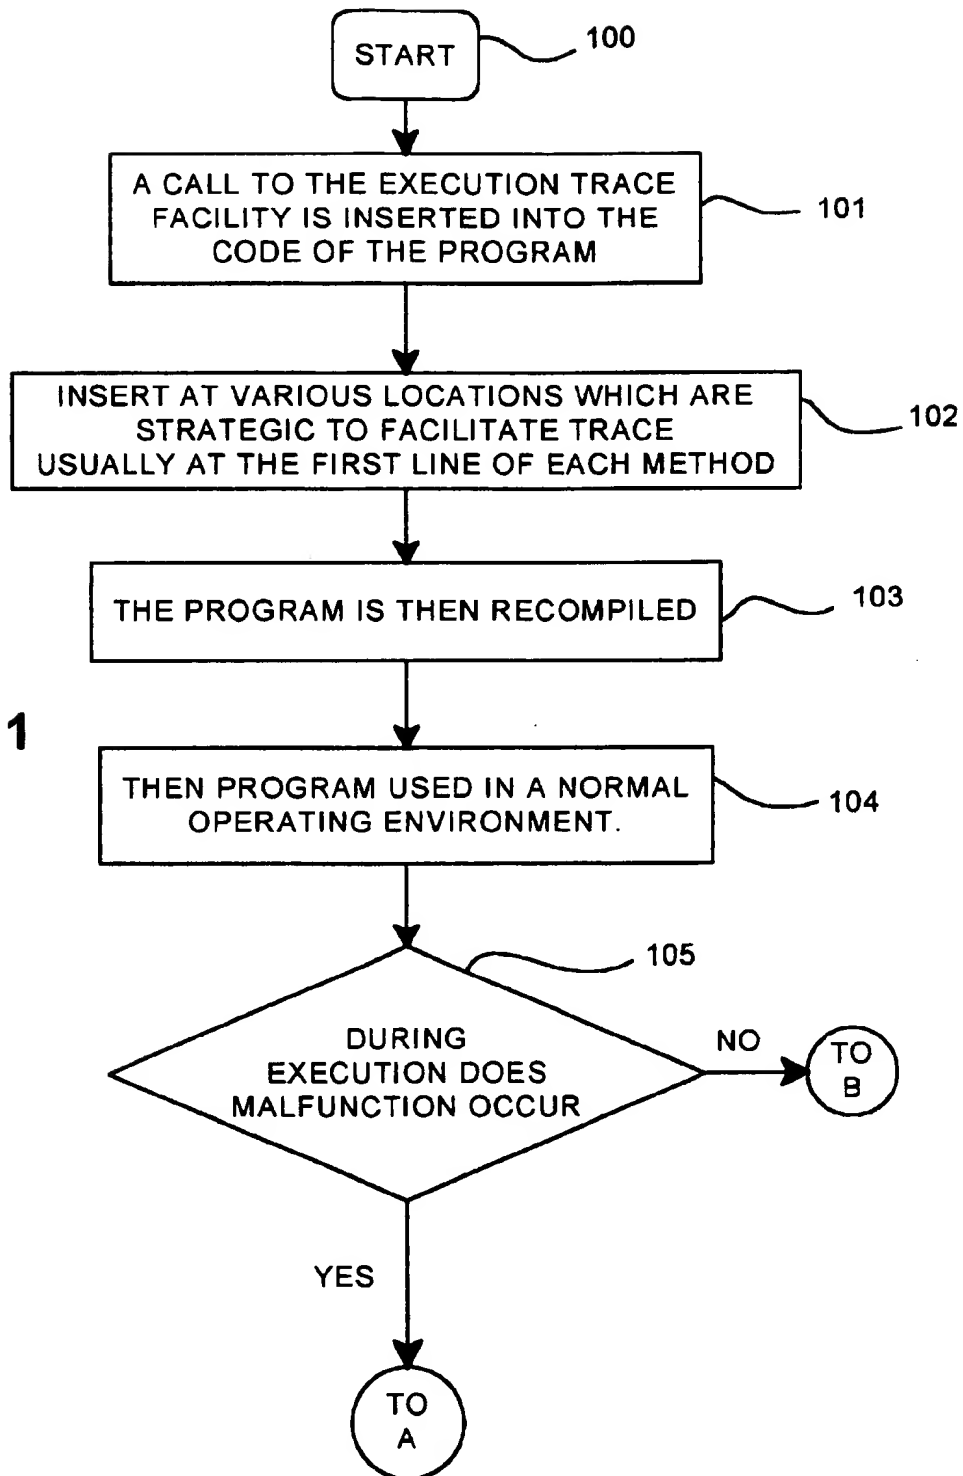 START
100
A CALL TO THE EXECUTION TRACE
FACILITY IS INSERTED INTO THE
CODE OF THE PROGRAM
101
INSERT AT VARIOUS LOCATIONS WHICH ARE
STRATEGIC TO FACILITATE TRACE
USUALLY AT THE FIRST LINE OF EACH METHOD
102
THE PROGRAM IS THEN RECOMPILED
103
1
THEN PROGRAM USED IN A NORMAL
OPERATING ENVIRONMENT.
104
105
DURING
EXECUTION DOES
MALFUNCTION OCCUR
NO
TO
B
YES
TO
A